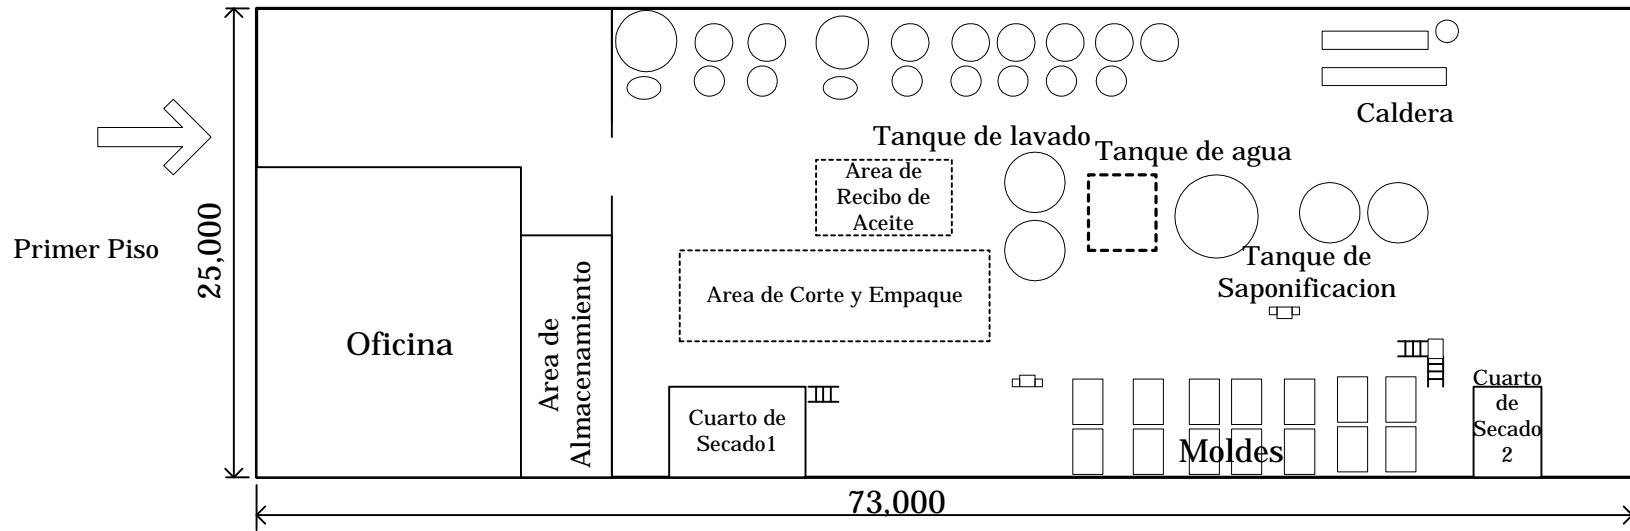 Caldera
Tanque de lavado
Tanque de agua
Area de
Recibo de
Aceite
Primer Piso
25,000
Tanque de
Saponificacion
Area de Corte y Empaque
Oficina
Area de
Almacenamiento
Cuarto de
Secado1
Moldes
Cuarto
de
Secado
2
73,000